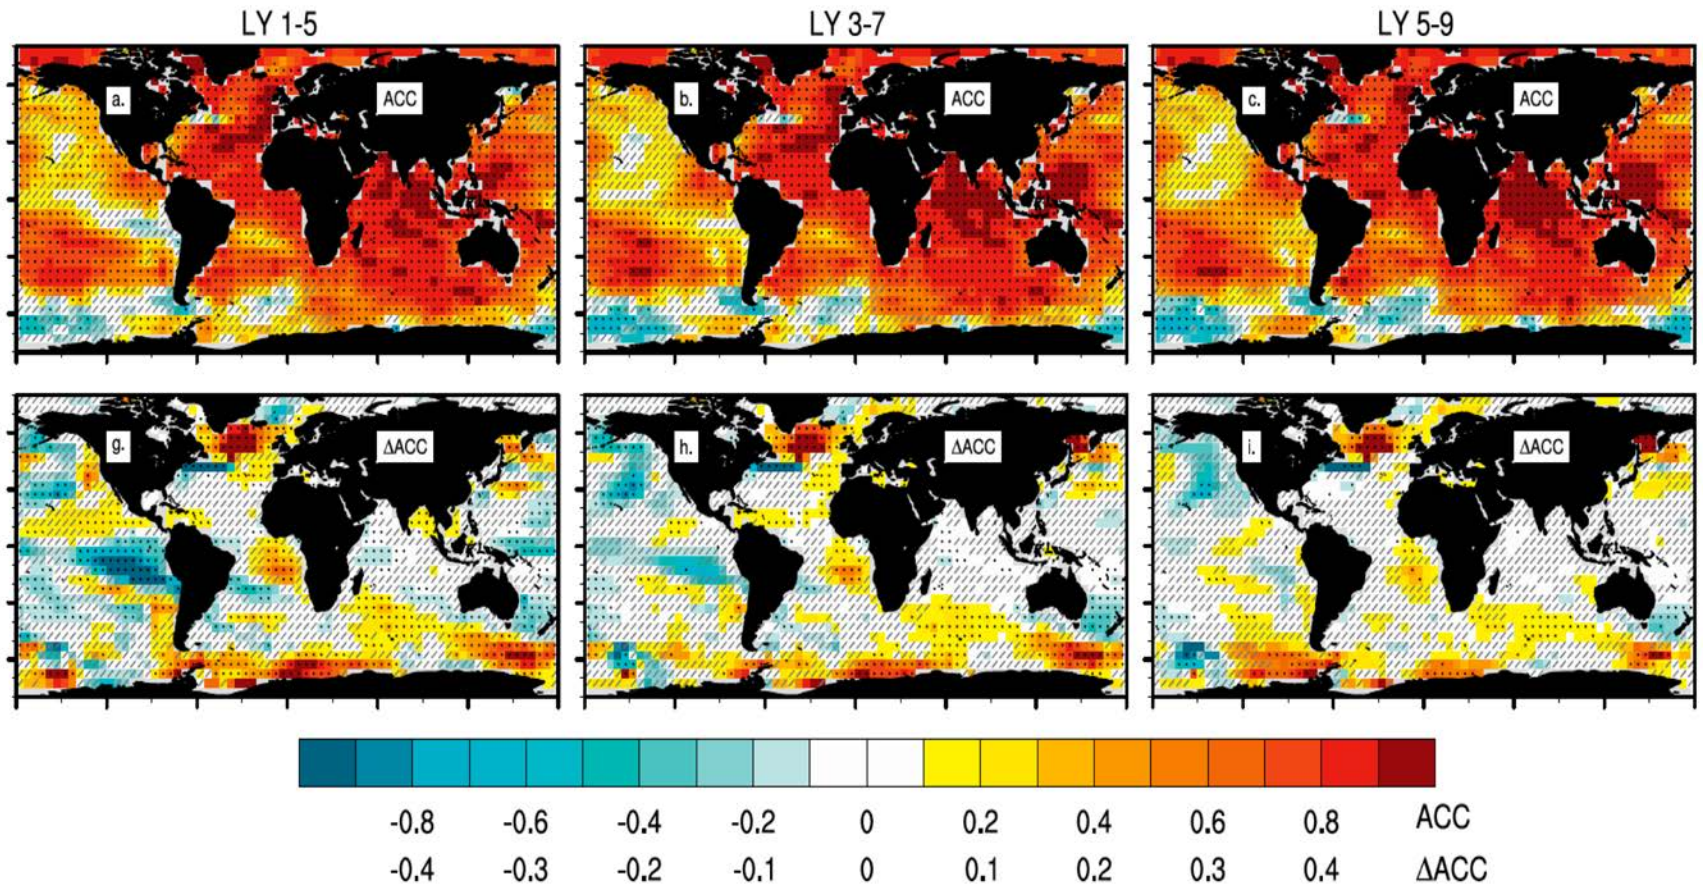 LY 1-5 LY 3-7 LY 5-9
a. ACC b. ACC c. ACC
g. ΔACC h. ΔACC i. ΔACC
-0.8 -0.6 -0.4 -0.2 0 0.2 0.4 0.6 0.8 ACC
-0.4 -0.3 -0.2 -0.1 0 0.1 0.2 0.3 0.4 ΔACC